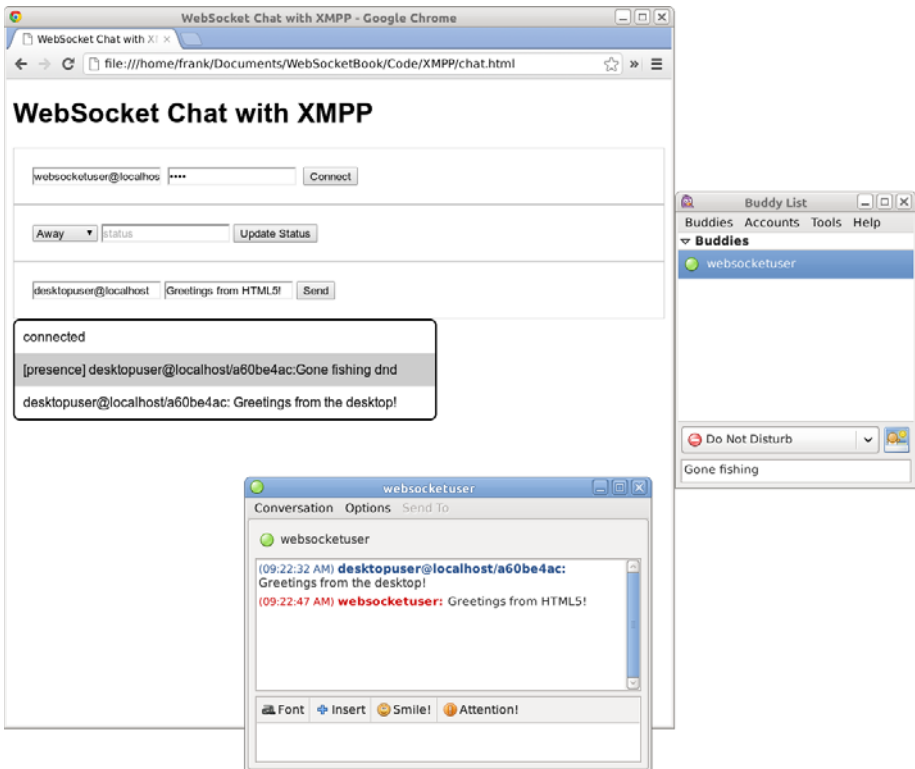 WebSocket Chat with XMPP - Google Chrome
WebSocket Chat with X
file:///home/frank/Documents/WebSocketBook/Code/XMPP/chat.html
WebSocket Chat with XMPP
websocketuser@localhos •••• Connect
Away status Update Status
desktopuser@localhost Greetings from HTML5! Send
connected
[presence] desktopuser@localhost/a60be4ac:Gone fishing dnd
desktopuser@localhost/a60be4ac: Greetings from the desktop!
Buddy List
Buddies Accounts Tools Help
Buddies
websocketuser
Do Not Disturb
Gone fishing
websocketuser
Conversation Options Send To
websocketuser
(09:22:32 AM) desktopuser@localhost/a60be4ac:
Greetings from the desktop!
(09:22:47 AM) websocketuser: Greetings from HTML5!
Font Insert Smile! Attention!